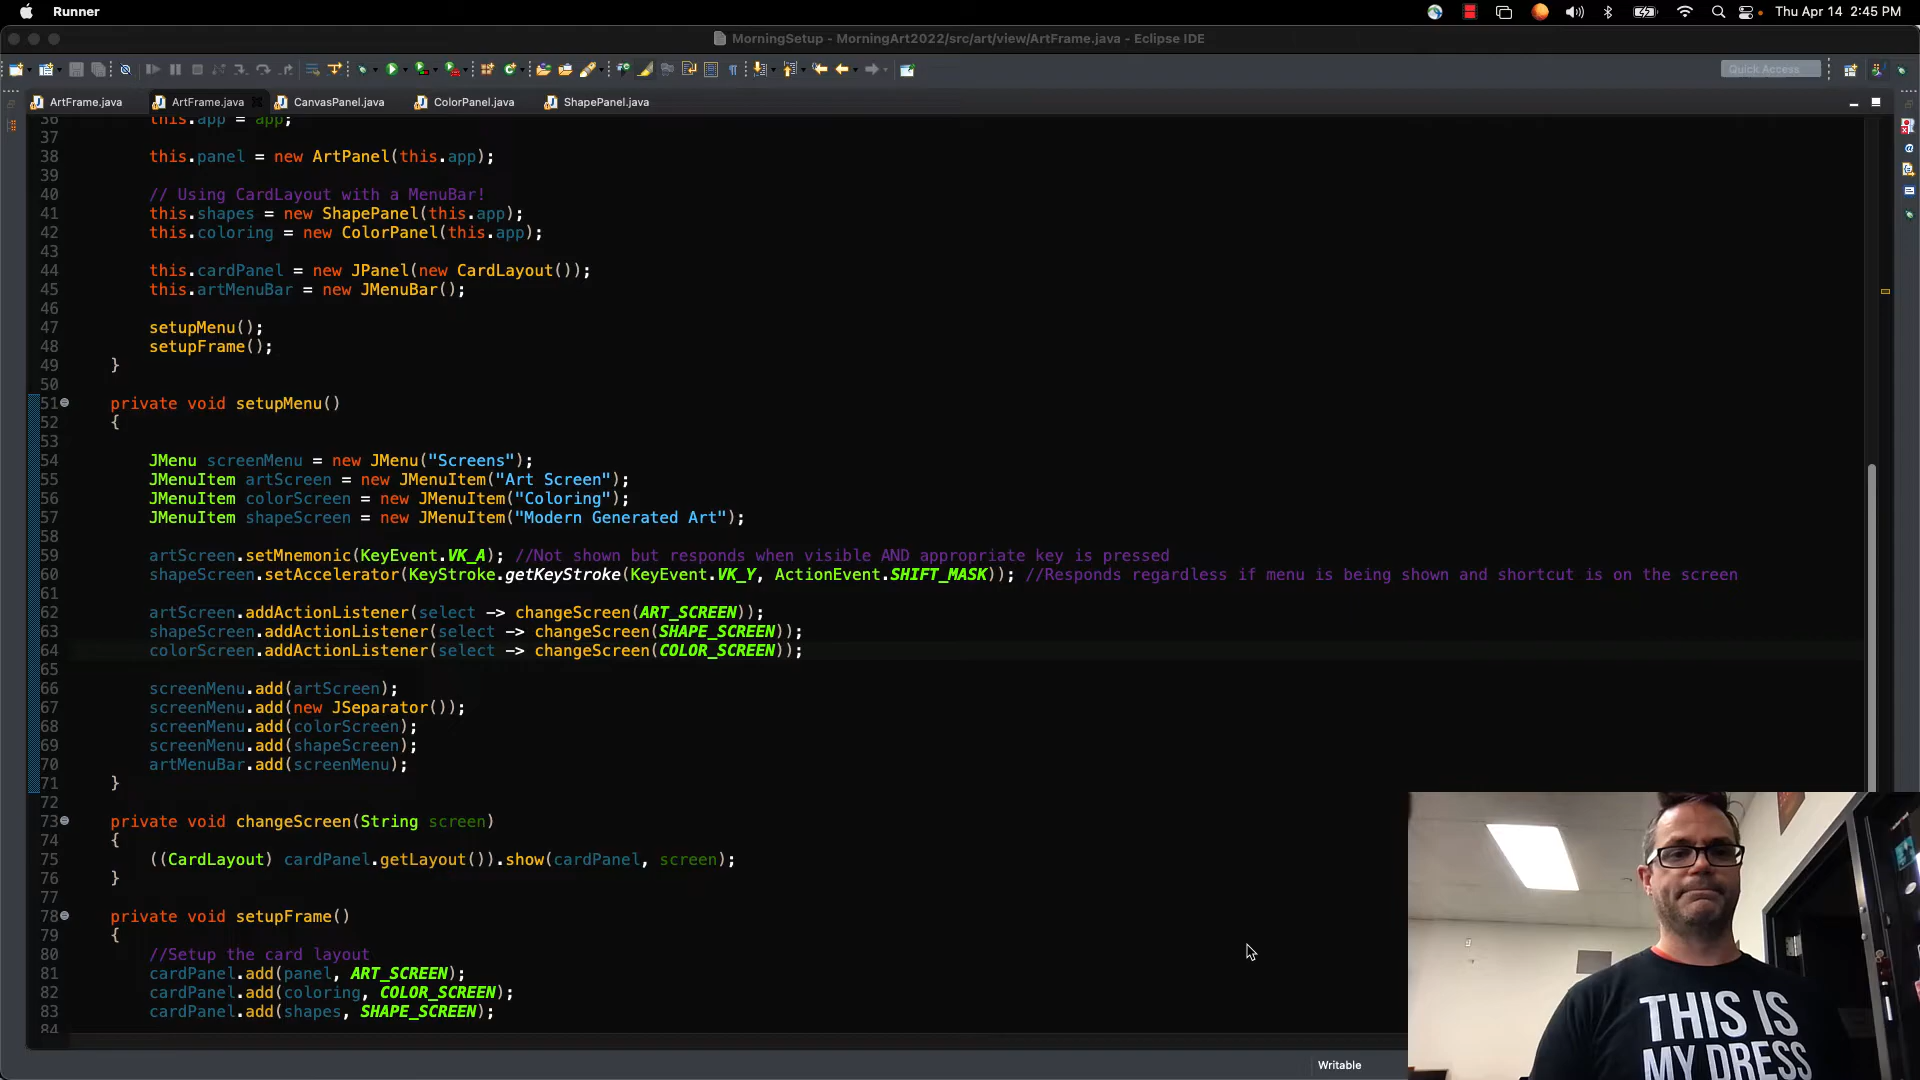 Runner
Thu Apr 14 2:45 PM
MorningSetup - MorningArt2022/src/art/view/ArtFrame.java - Eclipse IDE
Quick Access
ArtFrame.java ArtFrame.java CanvasPanel.java ColorPanel.java ShapePanel.java
36 this.app = app;
37
38 this.panel = new ArtPanel(this.app);
39
40 // Using CardLayout with a MenuBar!
41 this.shapes = new ShapePanel(this.app);
42 this.coloring = new ColorPanel(this.app);
43
44 this.cardPanel = new JPanel(new CardLayout());
45 this.artMenuBar = new JMenuBar();
46
47 setupMenu();
48 setupFrame();
49 }
50
51 private void setupMenu()
52 {
53
54 JMenu screenMenu = new JMenu("Screens");
55 JMenuItem artScreen = new JMenuItem("Art Screen");
56 JMenuItem colorScreen = new JMenuItem("Coloring");
57 JMenuItem shapeScreen = new JMenuItem("Modern Generated Art");
58
59 artScreen.setMnemonic(KeyEvent.VK_A); //Not shown but responds when visible AND appropriate key is pressed
60 shapeScreen.setAccelerator(KeyStroke.getKeyStroke(KeyEvent.VK_Y, ActionEvent.SHIFT_MASK)); //Responds regardless if menu is being shown and shortcut is on the screen
61
62 artScreen.addActionListener(select -> changeScreen(ART_SCREEN));
63 shapeScreen.addActionListener(select -> changeScreen(SHAPE_SCREEN));
64 colorScreen.addActionListener(select -> changeScreen(COLOR_SCREEN));
65
66 screenMenu.add(artScreen);
67 screenMenu.add(new JSeparator());
68 screenMenu.add(colorScreen);
69 screenMenu.add(shapeScreen);
70 artMenuBar.add(screenMenu);
71 }
72
73 private void changeScreen(String screen)
74 {
75 ((CardLayout) cardPanel.getLayout()).show(cardPanel, screen);
76 }
77
78 private void setupFrame()
79 {
80 //Setup the card layout
81 cardPanel.add(panel, ART_SCREEN);
82 cardPanel.add(coloring, COLOR_SCREEN);
83 cardPanel.add(shapes, SHAPE_SCREEN);
84
Writable
THIS IS
MY DRESS